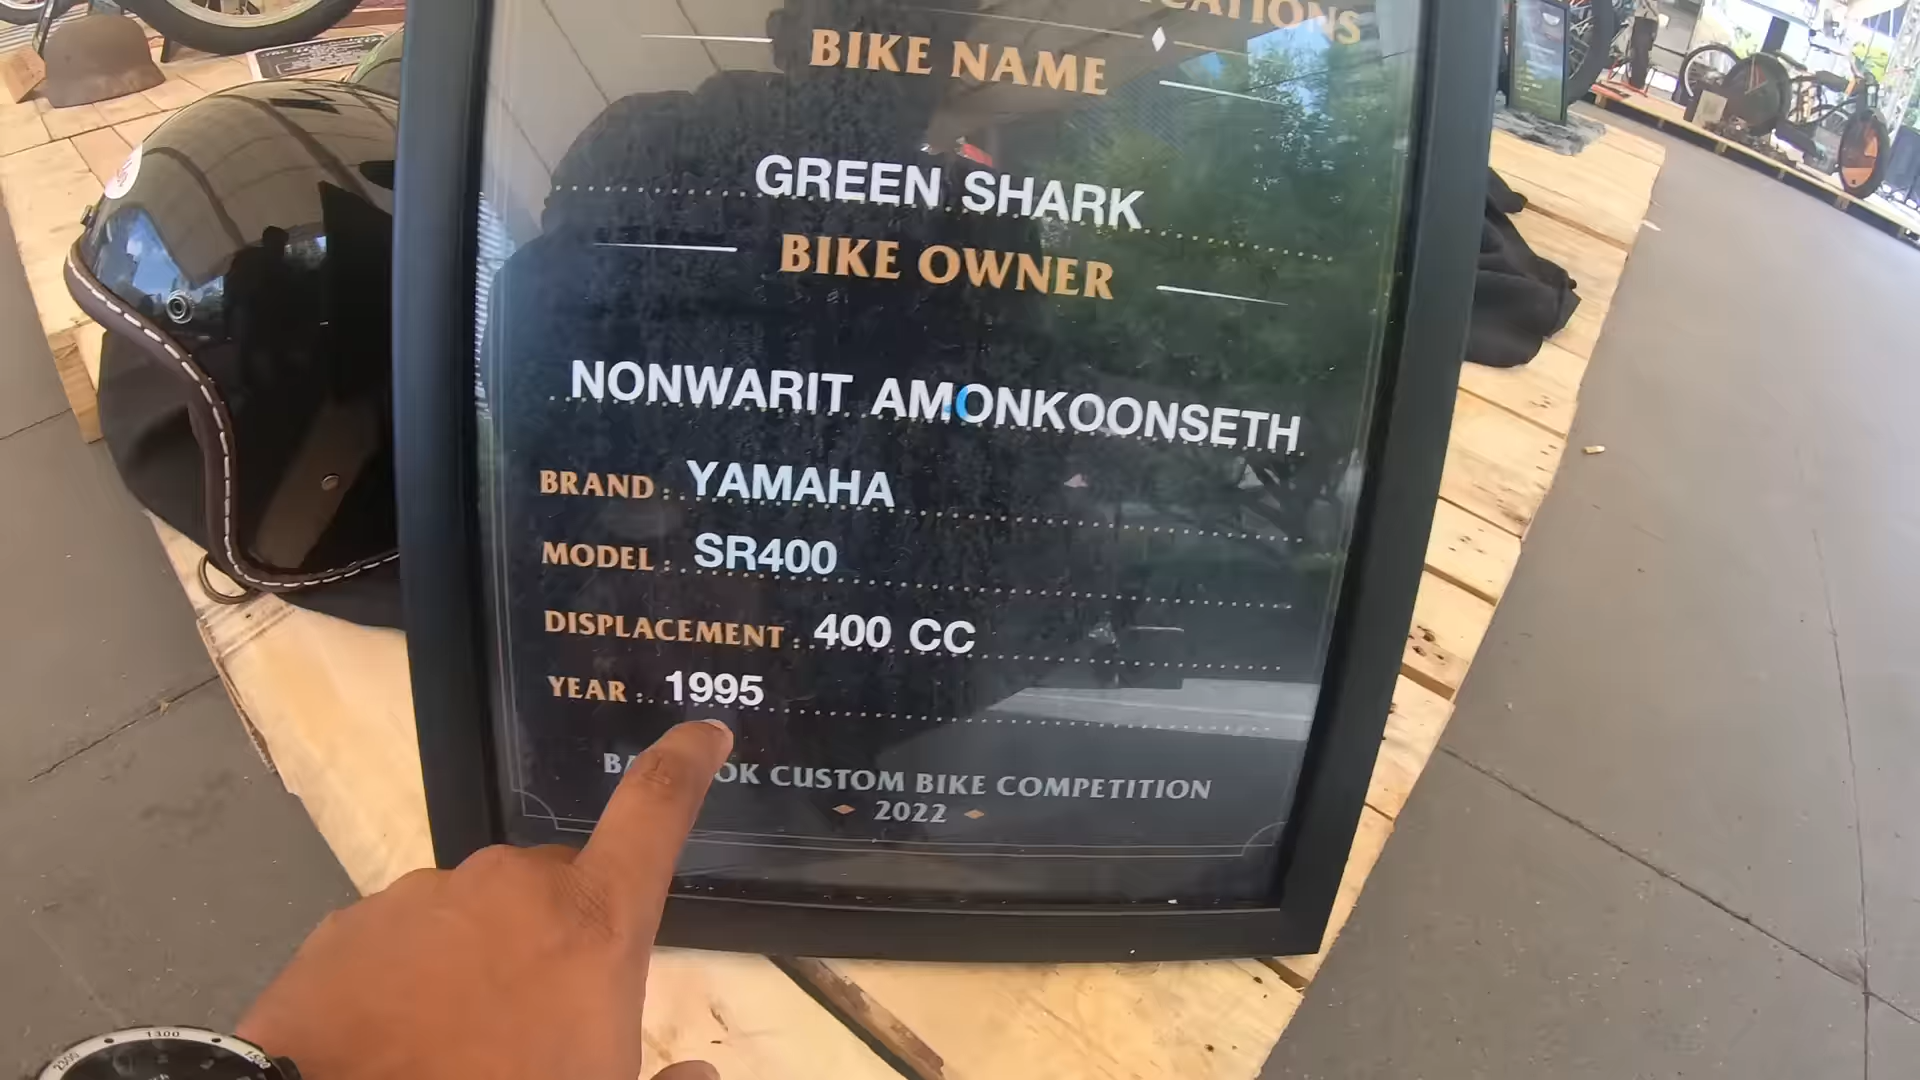 BIKE NAME
GREEN SHARK
BIKE OWNER
NONWARIT AMONKOONSETH
BRAND : YAMAHA
MODEL : SR400
DISPLACEMENT : 400 CC
YEAR : 1995
CUSTOM BIKE COMPETITION
2022
1300